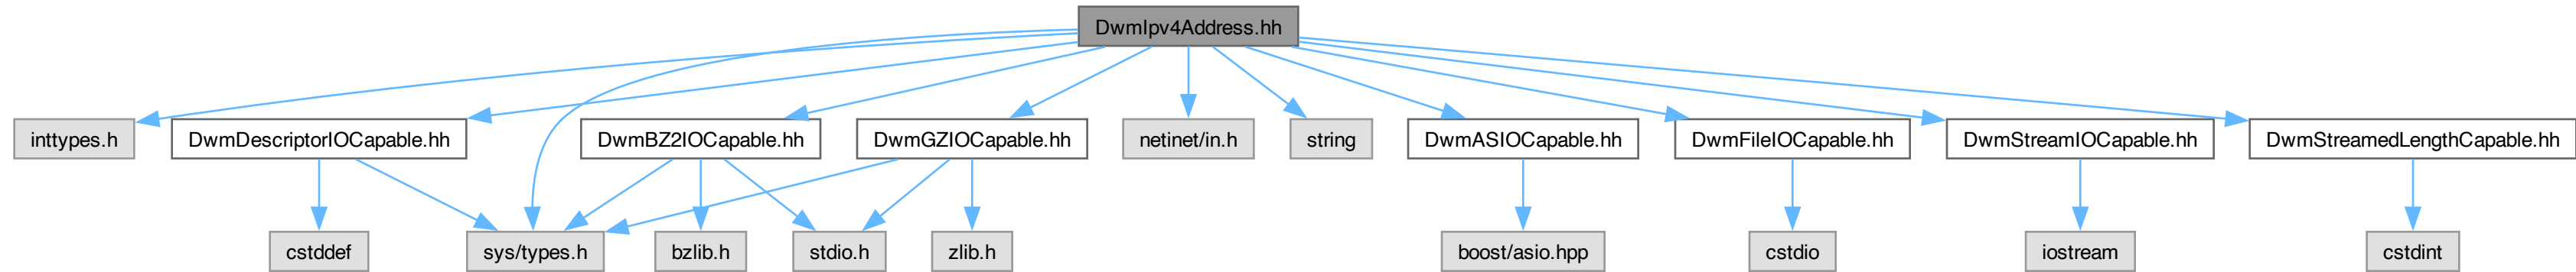 DwmIpv4Address.hh
inttypes.h
DwmDescriptorIOCapable.hh
DwmBZ2IOCapable.hh
DwmGZIOCapable.hh
netinet/in.h
string
DwmASIOCapable.hh
DwmFileIOCapable.hh
DwmStreamIOCapable.hh
DwmStreamedLengthCapable.hh
cstddef
sys/types.h
bzlib.h
stdio.h
zlib.h
boost/asio.hpp
cstdio
iostream
cstdint